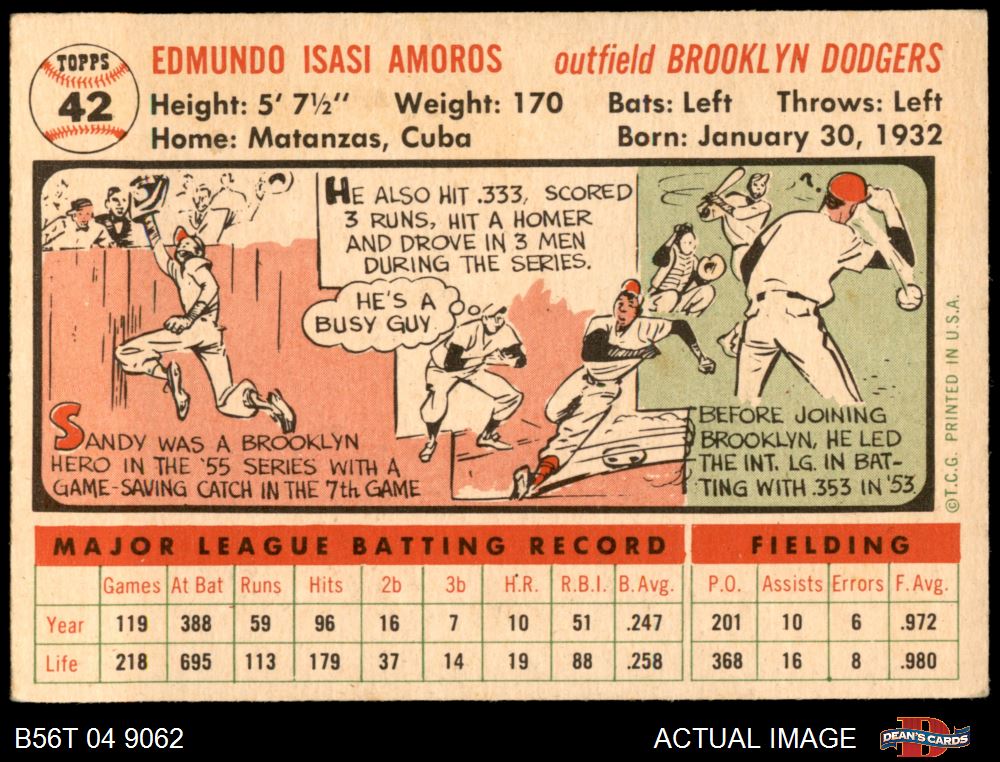 TOPPS
42
EDMUNDO ISASI AMOROS outfield BROOKLYN DODGERS
Height: 5' 7½" Weight: 170 Bats: Left Throws: Left
Home: Matanzas, Cuba Born: January 30, 1932
HE ALSO HIT .333, SCORED
3 RUNS, HIT A HOMER
AND DROVE IN 3 MEN
DURING THE SERIES.
HE'S A
BUSY GUY
?
SANDY WAS A BROOKLYN
HERO IN THE '55 SERIES WITH A
GAME-SAVING CATCH IN THE 7th GAME
BEFORE JOINING
BROOKLYN, HE LED
THE INT. LG. IN BAT-
TING WITH .353 IN '53.
©T.C.G. PRINTED IN U.S.A.
MAJOR LEAGUE BATTING RECORD FIELDING
Games At Bat Runs Hits 2b 3b H.R. R.B.I. B. Avg. P.O. Assists Errors F. Avg.
Year 119 388 59 96 16 7 10 51 .247 201 10 6 .972
Life 218 695 113 179 37 14 19 88 .258 368 16 8 .980
B56T 04 9062 ACTUAL IMAGE
D
DEAN'S CARDS